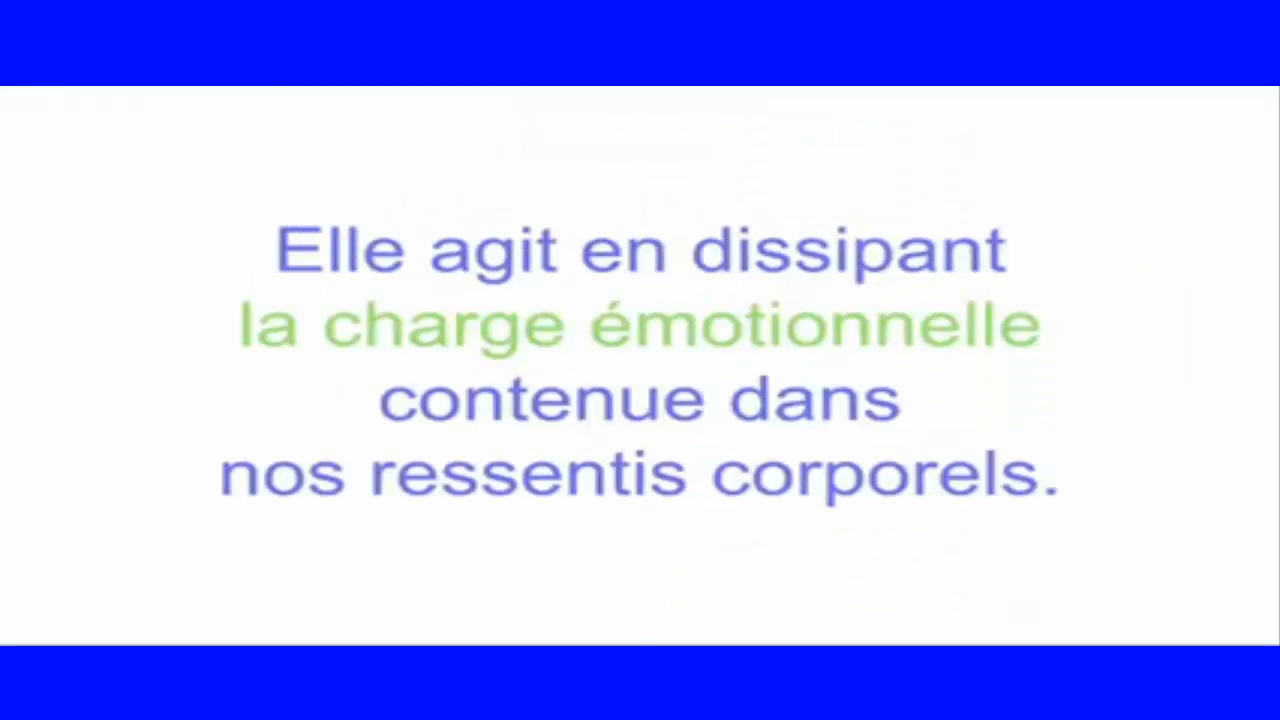 Elle agit en dissipant
la charge émotionnelle
contenue dans
nos ressentis corporels.